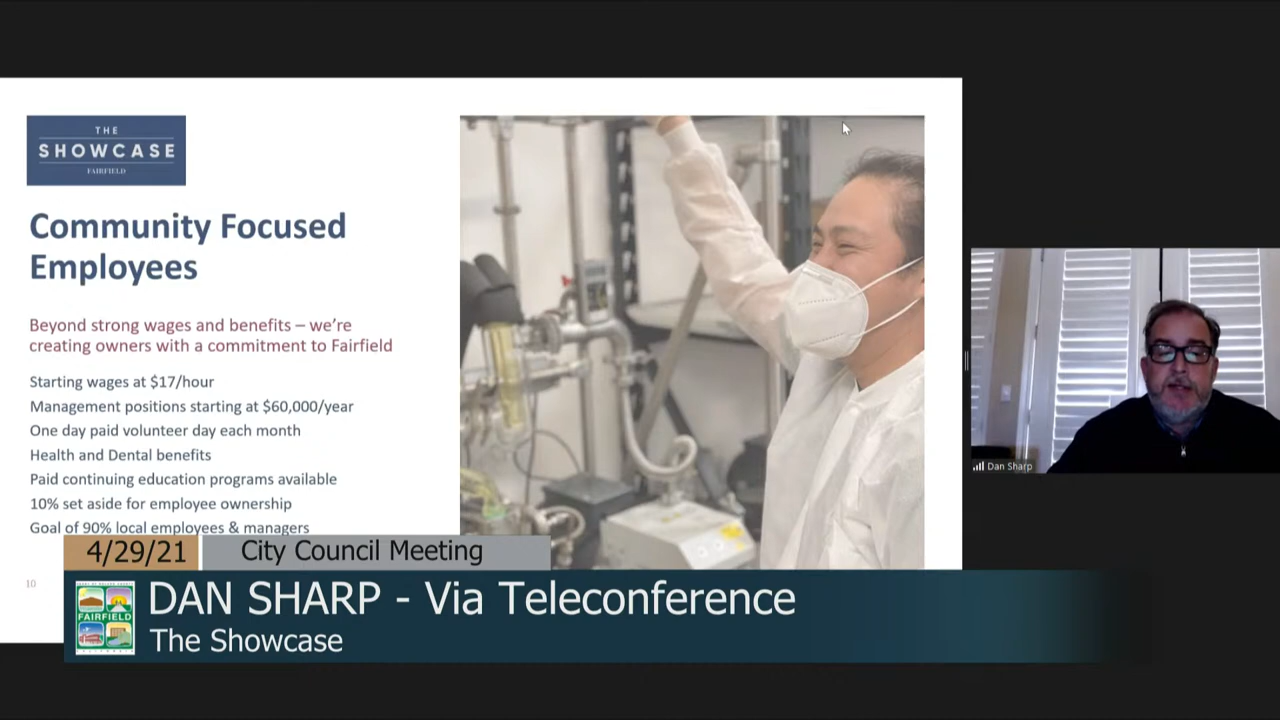 THE
SHOWCASE
FAIRFIELD
Community Focused
Employees
Beyond strong wages and benefits – we're
creating owners with a commitment to Fairfield
Starting wages at $17/hour
Management positions starting at $60,000/year
One day paid volunteer day each month
Health and Dental benefits
Paid continuing education programs available
10% set aside for employee ownership
Goal of 90% local employees & managers
10
Dan Sharp
4/29/21 City Council Meeting
FAIRFIELD
DAN SHARP - Via Teleconference
The Showcase